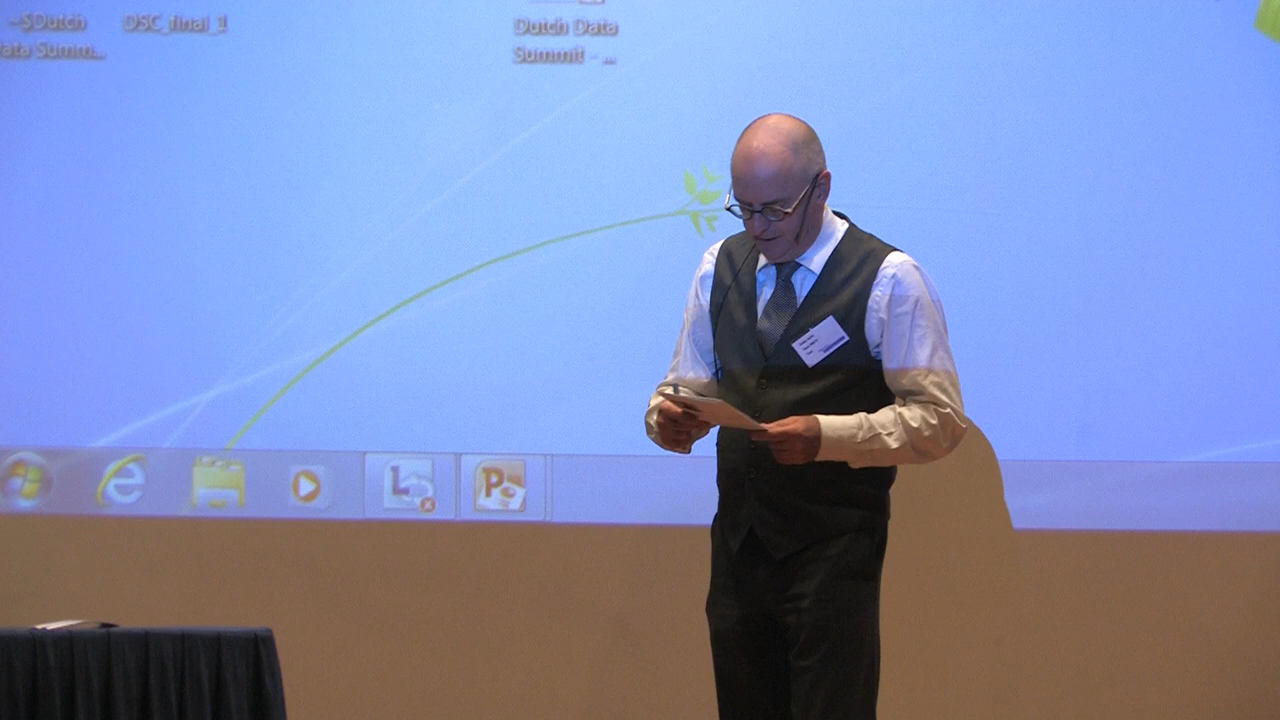 ~$Dutch
Data Summ...
DSC_final_1
Dutch Data
Summit - ...